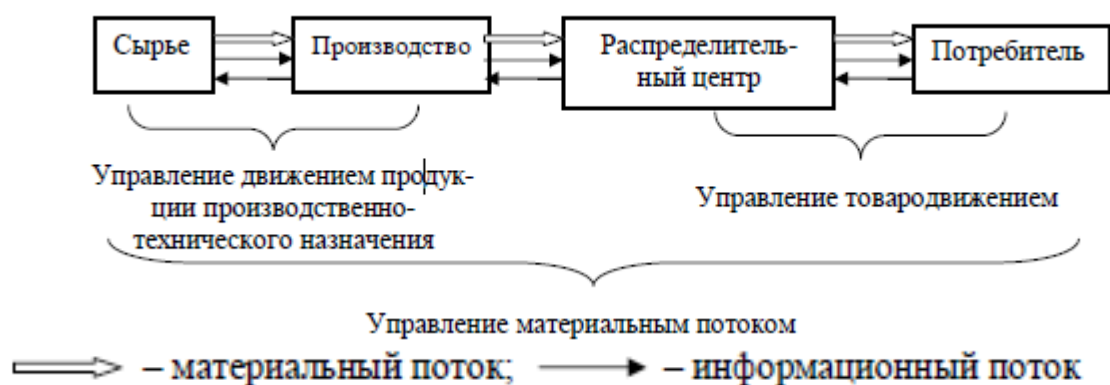 Сырье
Производство
Распределитель-
ный центр
Потребитель
Управление движением продук-
ции производственно-
технического назначения
Управление товародвижением
Управление материальным потоком
– материальный поток; – информационный поток